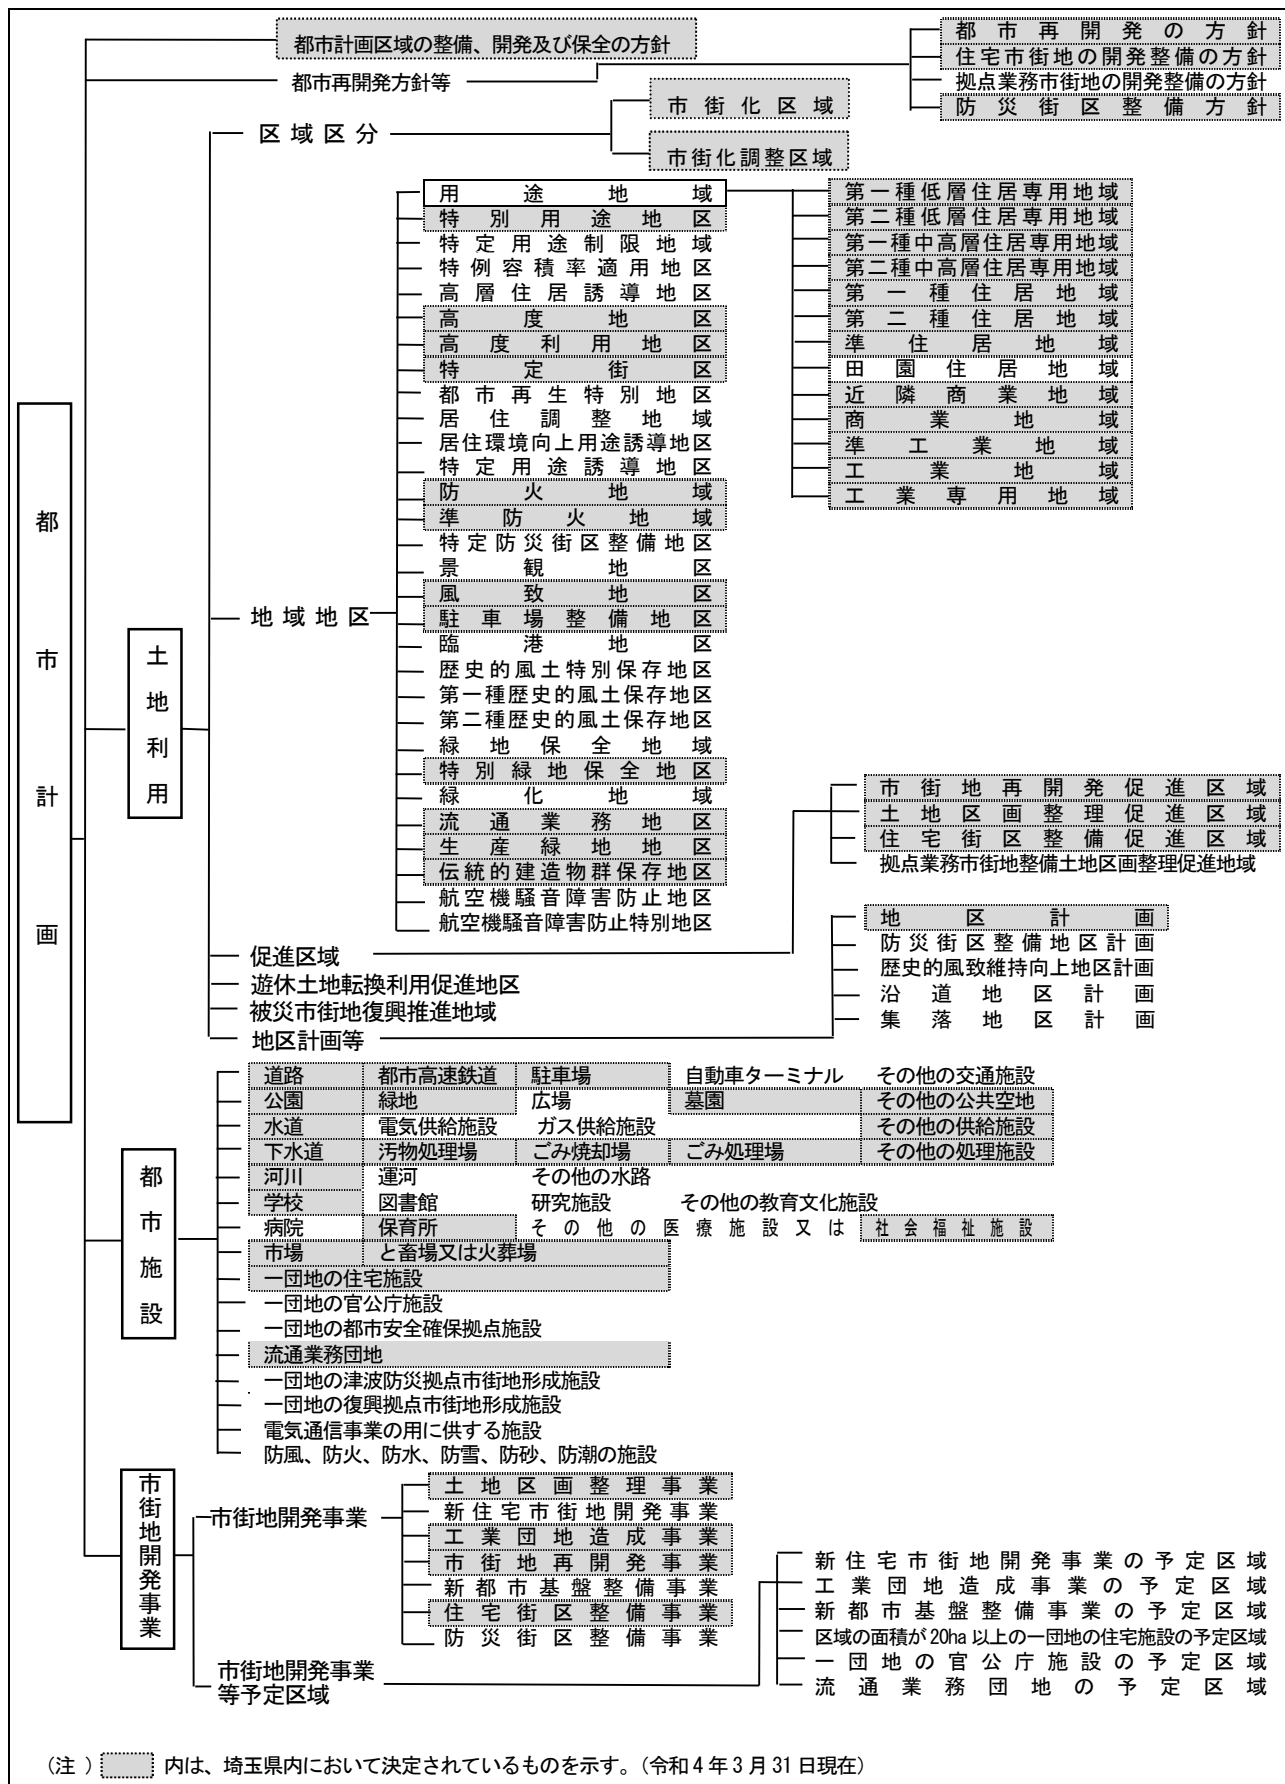 都市計画
都市計画区域の整備、開発及び保全の方針
都市再開発方針等
都市再開発の方針
住宅市街地の開発整備の方針
拠点業務市街地の開発整備の方針
防災街区整備方針
土地利用
区域区分
市街化区域
市街化調整区域
地域地区
用途地域
特別用途地区
特定用途制限地域
特例容積率適用地区
高層住居誘導地区
高度地区
高度利用地区
特定街区
都市再生特別地区
居住調整地域
居住環境向上用途誘導地区
特定用途誘導地区
防火地域
準防火地域
特定防災街区整備地区
景観地区
風致地区
駐車場整備地区
臨港地区
歴史的風土特別保存地区
第一種歴史的風土保存地区
第二種歴史的風土保存地区
緑地保全地域
特別緑地保全地区
緑化地域
流通業務地区
生産緑地地区
伝統的建造物群保存地区
航空機騒音障害防止地区
航空機騒音障害防止特別地区
第一種低層住居専用地域
第二種低層住居専用地域
第一種中高層住居専用地域
第二種中高層住居専用地域
第一種住居地域
第二種住居地域
準住居地域
田園住居地域
近隣商業地域
商業地域
準工業地域
工業地域
工業専用地域
促進区域
市街地再開発促進区域
土地区画整理促進区域
住宅街区整備促進区域
拠点業務市街地整備土地区画整理促進地域
遊休土地転換利用促進地区
被災市街地復興推進地域
地区計画等
地区計画
防災街区整備地区計画
歴史的風致維持向上地区計画
沿道地区計画
集落地区計画
都市施設
道路 都市高速鉄道 駐車場 自動車ターミナル その他の交通施設
公園 緑地 広場 墓園 その他の公共空地
水道 電気供給施設 ガス供給施設 その他の供給施設
下水道 汚物処理場 ごみ焼却場 ごみ処理場 その他の処理施設
河川 運河 その他の水路
学校 図書館 研究施設 その他の教育文化施設
病院 保育所 その他の医療施設又は 社会福祉施設
市場 と畜場又は火葬場
一団地の住宅施設
一団地の官公庁施設
一団地の都市安全確保拠点施設
流通業務団地
一団地の津波防災拠点市街地形成施設
一団地の復興拠点市街地形成施設
電気通信事業の用に供する施設
防風、防火、防水、防雪、防砂、防潮の施設
市街地開発事業
市街地開発事業
土地区画整理事業
新住宅市街地開発事業
工業団地造成事業
市街地再開発事業
新都市基盤整備事業
住宅街区整備事業
防災街区整備事業
市街地開発事業
等予定区域
新住宅市街地開発事業の予定区域
工業団地造成事業の予定区域
新都市基盤整備事業の予定区域
区域の面積が20ha以上の一団地の住宅施設の予定区域
一団地の官公庁施設の予定区域
流通業務団地の予定区域
(注 ) 内は、埼玉県内において決定されているものを示す。(令和4年3月31日現在)